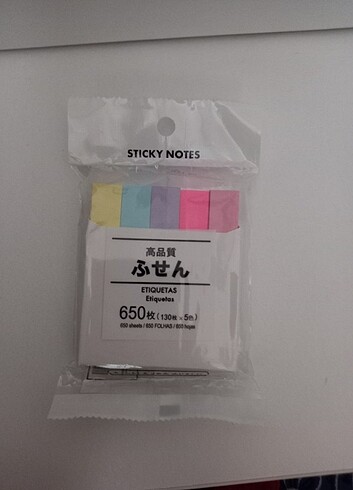 STICKY NOTES
高品質
ふせん
ETIQUETAS
Etiquetas
650枚(130枚×5色)
650 sheets / 650 FOLHAS / 650 hojas